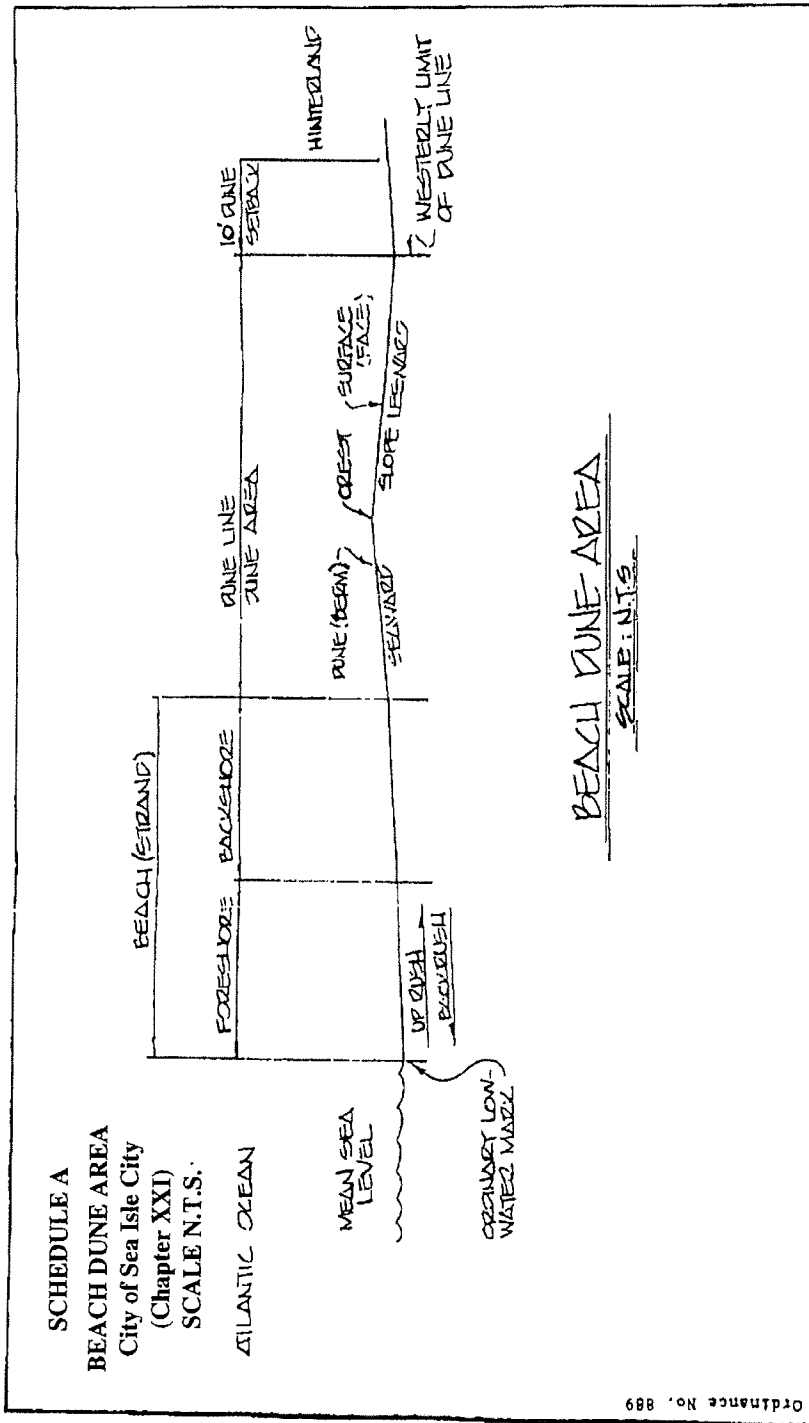 SCHEDULE A
BEACH DUNE AREA
City of Sea Isle City
(Chapter XXI)
SCALE N.T.S.
ATLANTIC OCEAN
BEACH (STRAND)
FORESHORE
BACKSHORE
DUNE LINE
DUNE AREA
10' DUNE
SETBACK
HINTERLAND
MEAN SEA
LEVEL
DUNE (BERM)
CREST
SURFACE
(FACE)
SEAWARD
SLOPE LEEWARD
UP RUSH
BACKRUSH
ORDINARY LOW-
WATER MARK
WESTERLY LIMIT
OF DUNE LINE
BEACH DUNE AREA
SCALE: N.T.S
Ordinance No. 889